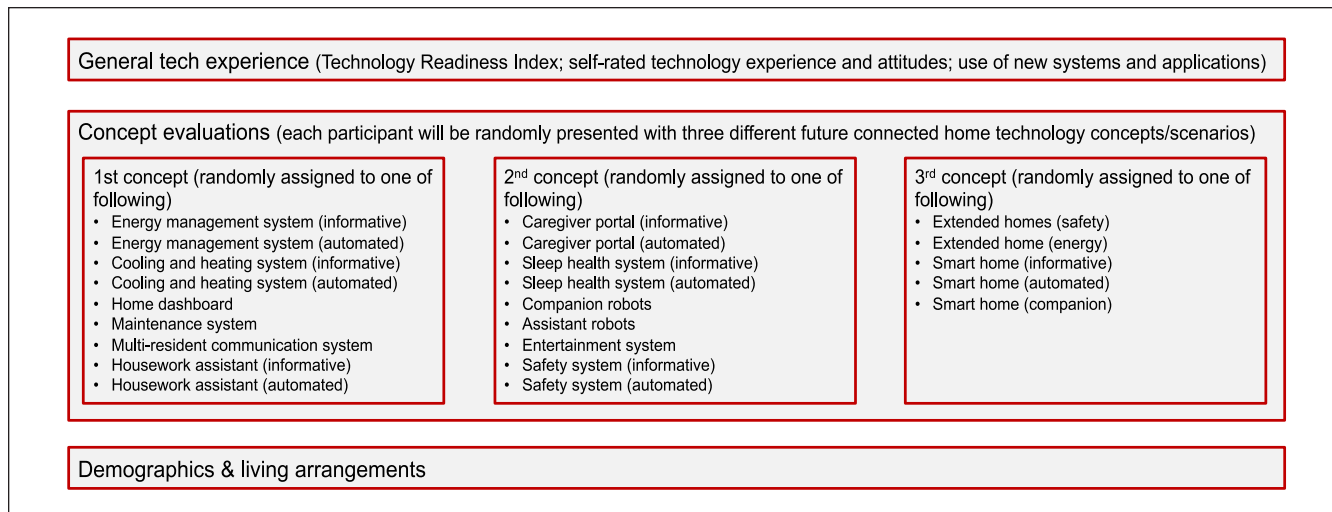 General tech experience (Technology Readiness Index; self-rated technology experience and attitudes; use of new systems and applications)
Concept evaluations (each participant will be randomly presented with three different future connected home technology concepts/scenarios)
1st concept (randomly assigned to one of
following)
• Energy management system (informative)
• Energy management system (automated)
• Cooling and heating system (informative)
• Cooling and heating system (automated)
• Home dashboard
• Maintenance system
• Multi-resident communication system
• Housework assistant (informative)
• Housework assistant (automated)
2nd concept (randomly assigned to one of
following)
• Caregiver portal (informative)
• Caregiver portal (automated)
• Sleep health system (informative)
• Sleep health system (automated)
• Companion robots
• Assistant robots
• Entertainment system
• Safety system (informative)
• Safety system (automated)
3rd concept (randomly assigned to one of
following)
• Extended homes (safety)
• Extended home (energy)
• Smart home (informative)
• Smart home (automated)
• Smart home (companion)
Demographics & living arrangements